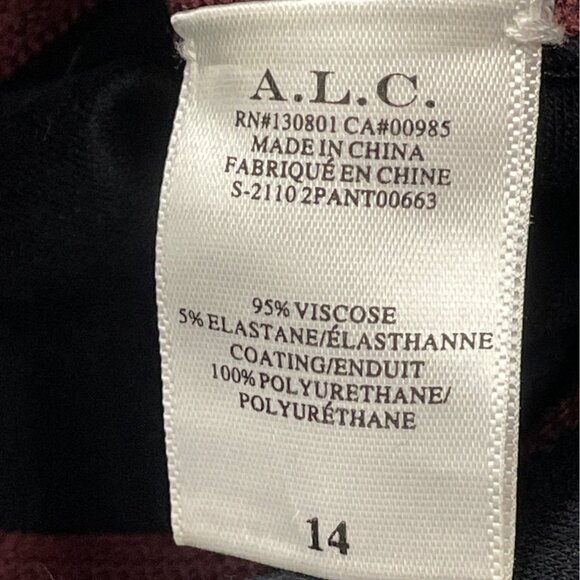 A.L.C.
RN#130801 CA#00985
MADE IN CHINA
FABRIQUÉ EN CHINE
S-2110 2PANT00663
95% VISCOSE
5% ELASTANE/ÉLASTHANNE
COATING/ENDUIT
100% POLYURETHANE/
POLYURÉTHANE
14